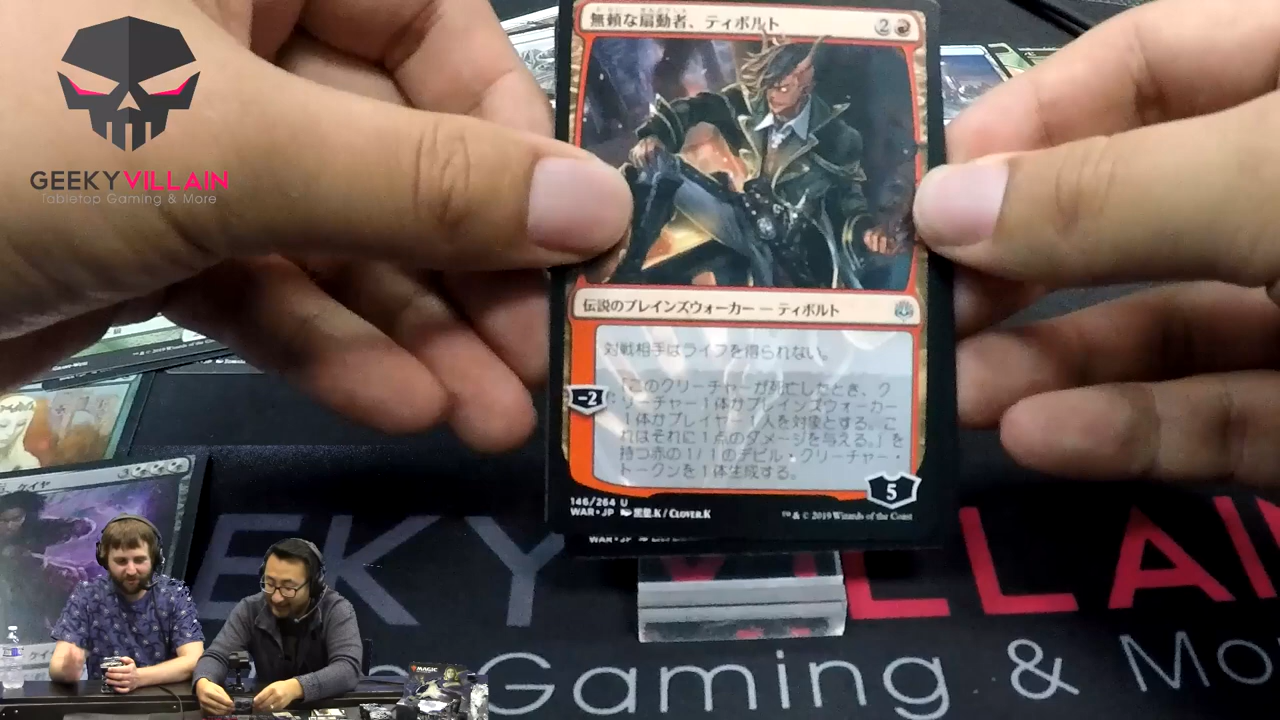 無頼な扇動者、ティボルト
2
GEEKYVILLAIN
Tabletop Gaming & More
伝説のプレインズウォーカー ― ティボルト
対戦相手はライフを得られない。
-2
:「このクリーチャーが死亡したとき、ク
リーチャー1体かプレインズウォーカー
1体かプレイヤー1人を対象とする。こ
れはそれに1点のダメージを与える。」を
持つ赤の1/1のデビル・クリーチャー・
トークンを1体生成する。
5
146/264 U
WAR・JP 黒星.K / CLOVER.K
™ & © 2019 Wizards of the Coast
WAR・JP
EKY VILLAI
Gaming & Mo
MAGIC